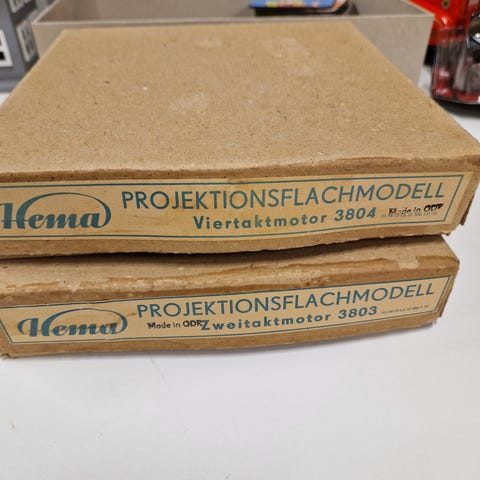 Hema
PROJEKTIONSFLACHMODELL
Viertaktmotor 3804 Made in GDR
Hema
PROJEKTIONSFLACHMODELL
Made in GDR Zweitaktmotor 3803